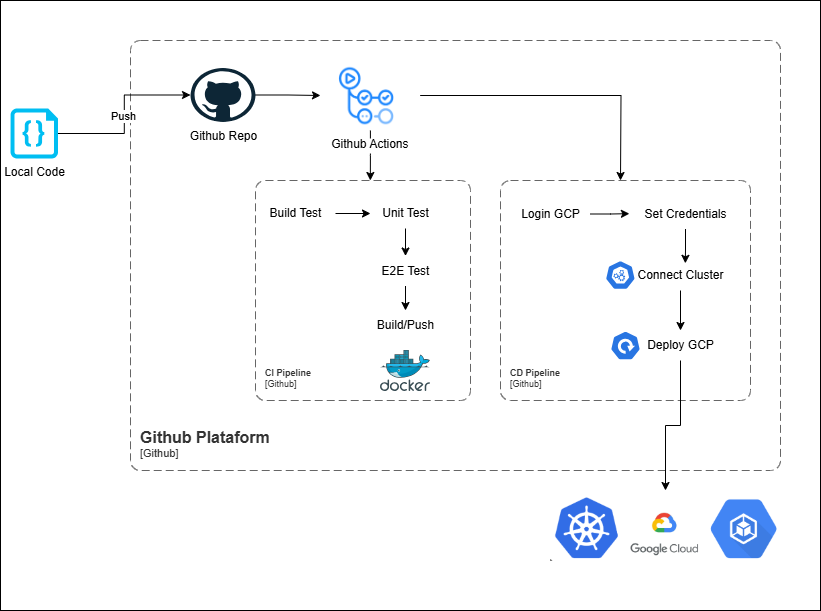 Push
Github Repo
Github Actions
Local Code
Build Test
Unit Test
E2E Test
Build/Push
docker
CI Pipeline
[Github]
Login GCP
Set Credentials
Connect Cluster
Deploy GCP
CD Pipeline
[Github]
Github Plataform
[Github]
Google Cloud